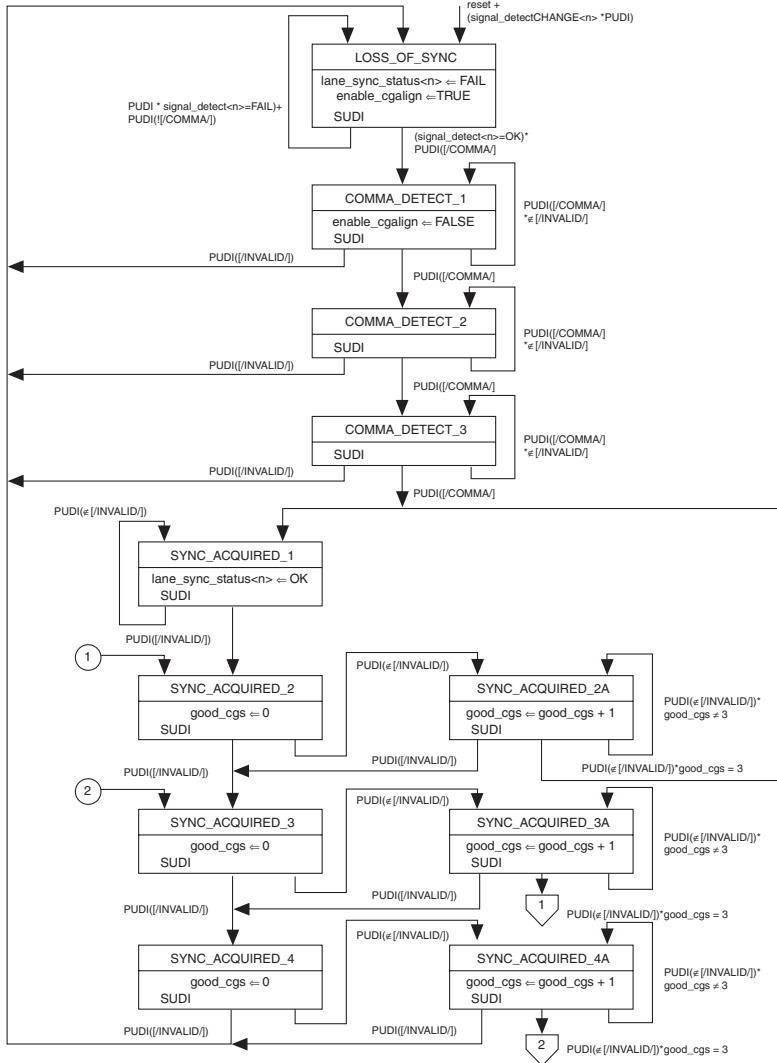 reset +
(signal_detectCHANGE<n> *PUDI)
LOSS_OF_SYNC
lane_sync_status<n> ⇐ FAIL
enable_cgalign ⇐TRUE
SUDI
PUDI * signal_detect<n>=FAIL)+
PUDI(![/COMMA/])
(signal_detect<n>=OK)*
PUDI([/COMMA/]
COMMA_DETECT_1
enable_cgalign ⇐ FALSE
SUDI
PUDI([/COMMA/]
*∉[/INVALID/]
PUDI([/INVALID/])
PUDI([/COMMA/]
COMMA_DETECT_2
SUDI
PUDI([/COMMA/]
*∉[/INVALID/]
PUDI([/INVALID/])
PUDI([/COMMA/]
COMMA_DETECT_3
SUDI
PUDI([/COMMA/]
*∉[/INVALID/]
PUDI([/INVALID/])
PUDI([/COMMA/]
PUDI(∉[/INVALID/])
SYNC_ACQUIRED_1
lane_sync_status<n> ⇐ OK
SUDI
PUDI([/INVALID/])
1
PUDI(∉[/INVALID/])
SYNC_ACQUIRED_2
good_cgs ⇐ 0
SUDI
SYNC_ACQUIRED_2A
good_cgs ⇐ good_cgs + 1
SUDI
PUDI(∉[/INVALID/])*
good_cgs ≠ 3
PUDI([/INVALID/])
PUDI([/INVALID/])
PUDI(∉[/INVALID/])*good_cgs = 3
2
PUDI(∉[/INVALID/])
SYNC_ACQUIRED_3
good_cgs ⇐ 0
SUDI
SYNC_ACQUIRED_3A
good_cgs ⇐ good_cgs + 1
SUDI
PUDI(∉[/INVALID/])*
good_cgs ≠ 3
PUDI([/INVALID/])
PUDI([/INVALID/])
1
PUDI(∉[/INVALID/])*good_cgs = 3
PUDI(∉[/INVALID/])
SYNC_ACQUIRED_4
good_cgs ⇐ 0
SUDI
SYNC_ACQUIRED_4A
good_cgs ⇐ good_cgs + 1
SUDI
PUDI(∉[/INVALID/])*
good_cgs ≠ 3
PUDI([/INVALID/])
PUDI([/INVALID/])
2
PUDI(∉[/INVALID/])*good_cgs = 3